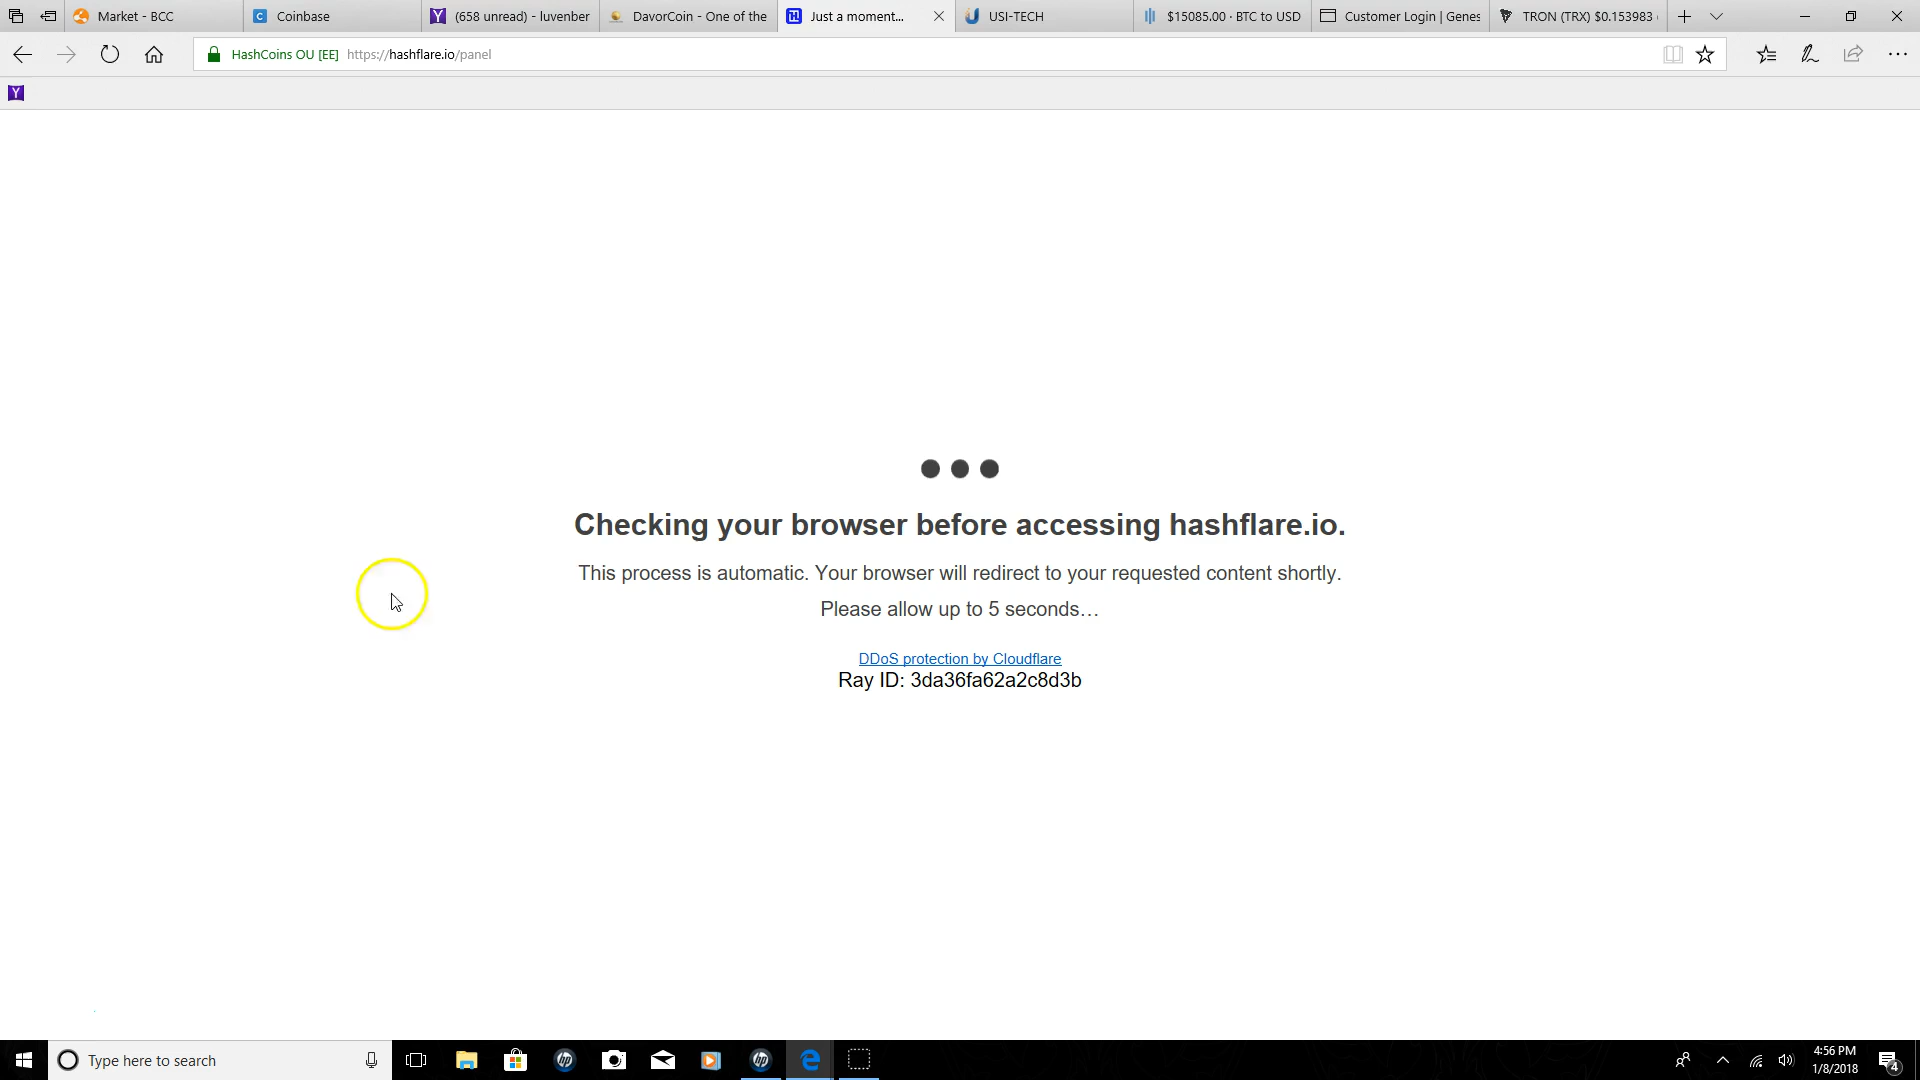 Market - BCC
Coinbase
(658 unread) - luvenber
DavorCoin - One of the
Just a moment...
USI-TECH
$15085.00 · BTC to USD
Customer Login | Genes
TRON (TRX) $0.153983
HashCoins OU [EE] https://hashflare.io/panel
Checking your browser before accessing hashflare.io.
This process is automatic. Your browser will redirect to your requested content shortly.
Please allow up to 5 seconds…
DDoS protection by Cloudflare
Ray ID: 3da36fa62a2c8d3b
Type here to search
4:56 PM
1/8/2018
4